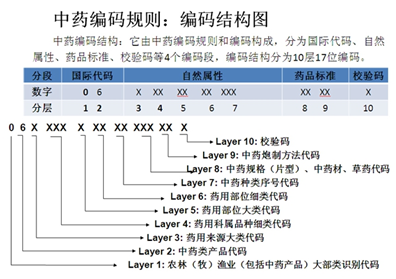 中药编码规则：编码结构图
中药编码结构：它由中药编码规则和编码构成，分为国际代码、自然
属性、药品标准、校验码等4个编码段，编码结构分为10层17位编码。
分段 国际代码 自然属性 药品标准 校验码
数字 0 6 X XX XX XX XXX XX XX X
分层 1 2 3 4 5 6 7 8 9 10
0 6 X XXX X XX XXX XX XX X
Layer 10: 校验码
Layer 9: 中药炮制方法代码
Layer 8: 中药规格（片型）、中药材、草药代码
Layer 7: 中药种类序号代码
Layer 6: 药用部位细类代码
Layer 5: 药用部位大类代码
Layer 4: 药用科属品种细类代码
Layer 3: 药用来源大类代码
Layer 2: 中药类产品代码
Layer 1: 农林（牧）渔业（包括中药产品）大部类识别代码